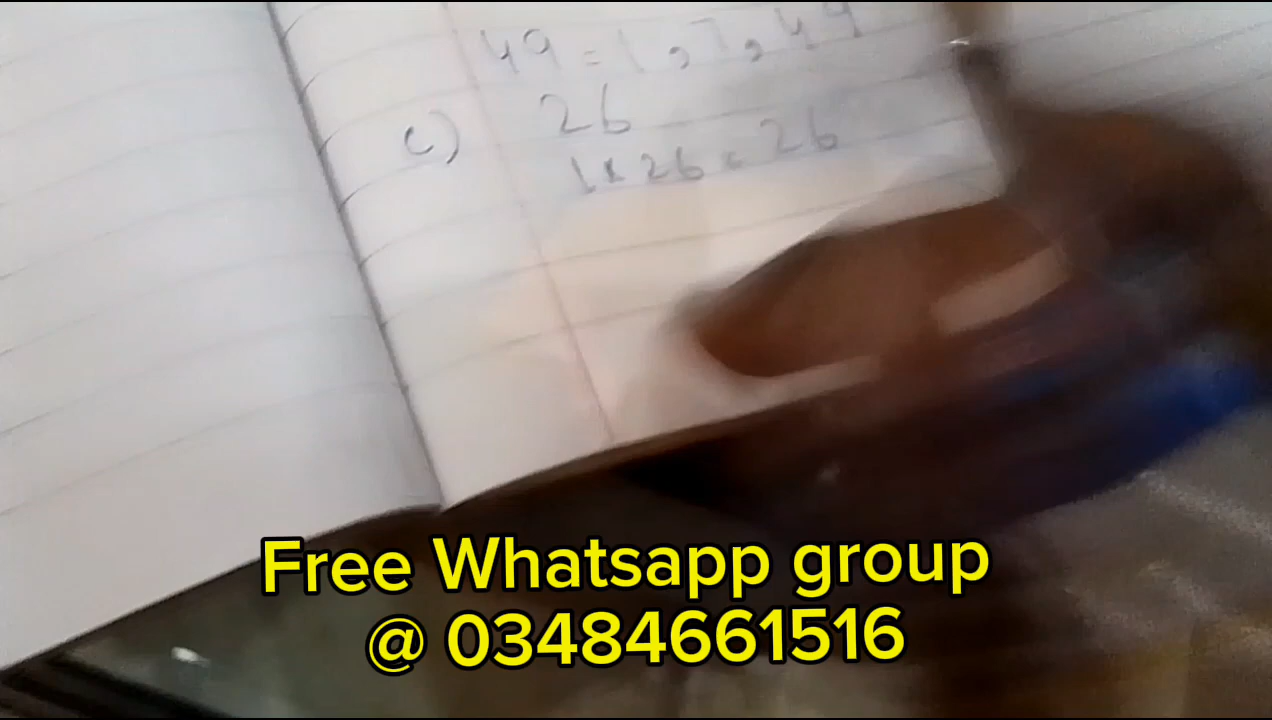 49 = 1, 7, 49
c) 26
1 x 26 = 26
Free Whatsapp group
@ 03484661516